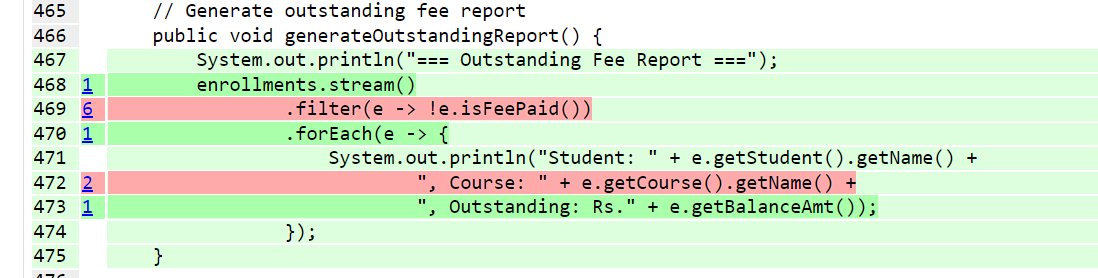 465 // Generate outstanding fee report
466 public void generateOutstandingReport() {
467 System.out.println("=== Outstanding Fee Report ===");
468 1 enrollments.stream()
469 6 .filter(e -> !e.isFeePaid())
470 1 .forEach(e -> {
471 System.out.println("Student: " + e.getStudent().getName() +
472 2 ", Course: " + e.getCourse().getName() +
473 1 ", Outstanding: Rs." + e.getBalanceAmt());
474 });
475 }